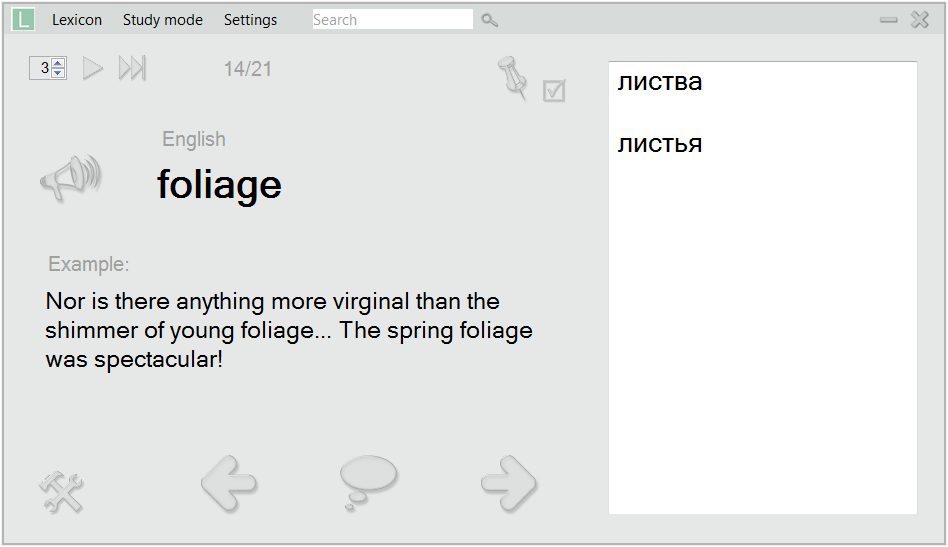 L Lexicon Study mode Settings Search
3 14/21
English
foliage
Example:
Nor is there anything more virginal than the
shimmer of young foliage... The spring foliage
was spectacular!
листва
листья